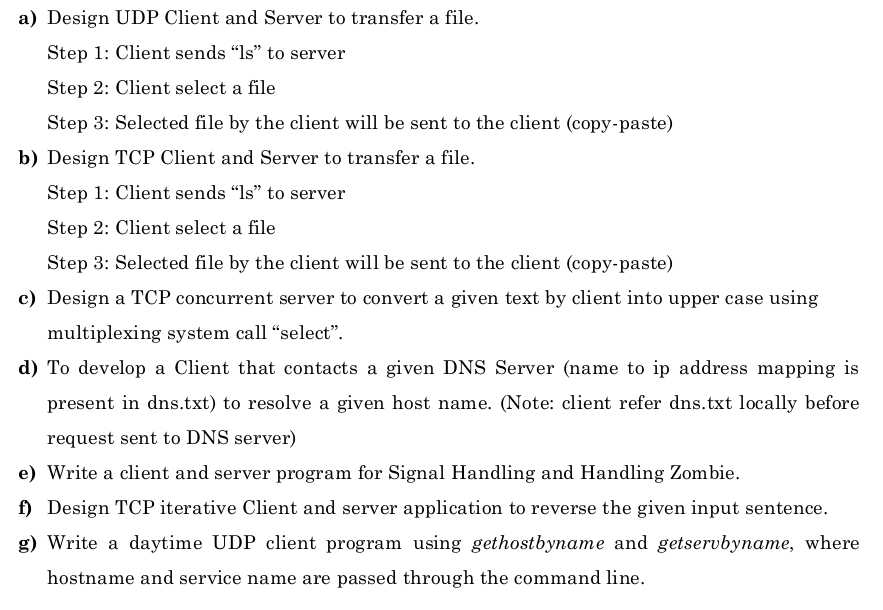 a) Design UDP Client and Server to transfer a file.
Step 1: Client sends “ls” to server
Step 2: Client select a file
Step 3: Selected file by the client will be sent to the client (copy-paste)
b) Design TCP Client and Server to transfer a file.
Step 1: Client sends “ls” to server
Step 2: Client select a file
Step 3: Selected file by the client will be sent to the client (copy-paste)
c) Design a TCP concurrent server to convert a given text by client into upper case using
multiplexing system call “select”.
d) To develop a Client that contacts a given DNS Server (name to ip address mapping is
present in dns.txt) to resolve a given host name. (Note: client refer dns.txt locally before
request sent to DNS server)
e) Write a client and server program for Signal Handling and Handling Zombie.
f) Design TCP iterative Client and server application to reverse the given input sentence.
g) Write a daytime UDP client program using gethostbyname and getservbyname, where
hostname and service name are passed through the command line.